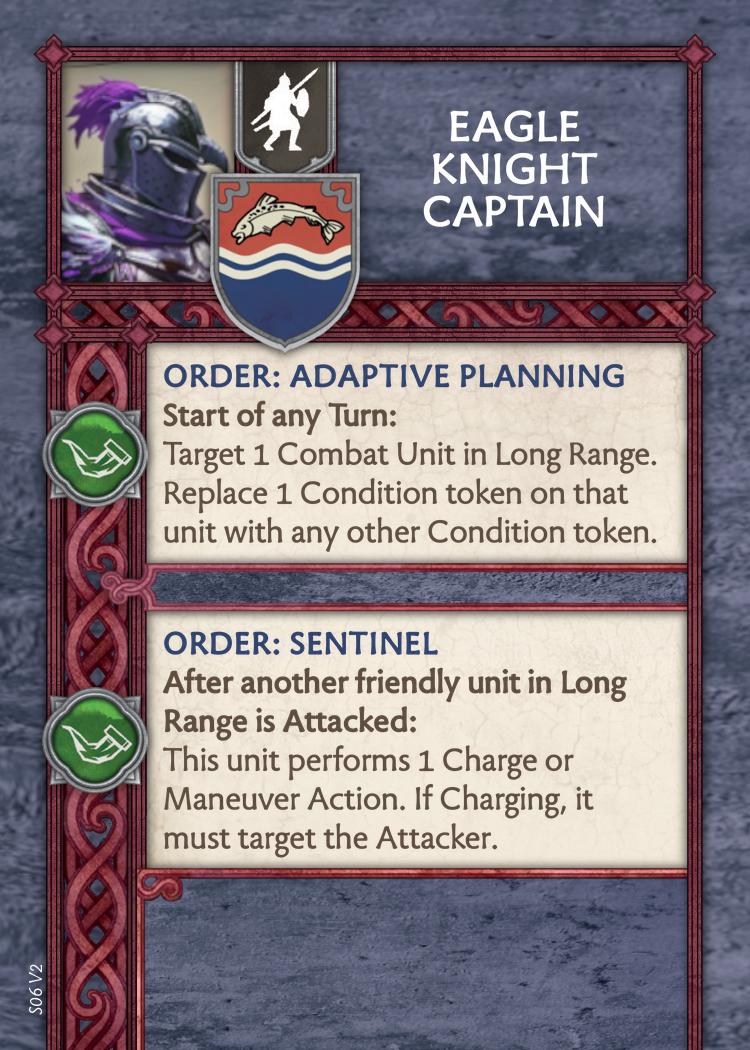 EAGLE
KNIGHT
CAPTAIN
ORDER: ADAPTIVE PLANNING
Start of any Turn:
Target 1 Combat Unit in Long Range.
Replace 1 Condition token on that
unit with any other Condition token.
ORDER: SENTINEL
After another friendly unit in Long
Range is Attacked:
This unit performs 1 Charge or
Maneuver Action. If Charging, it
must target the Attacker.
S06 V2